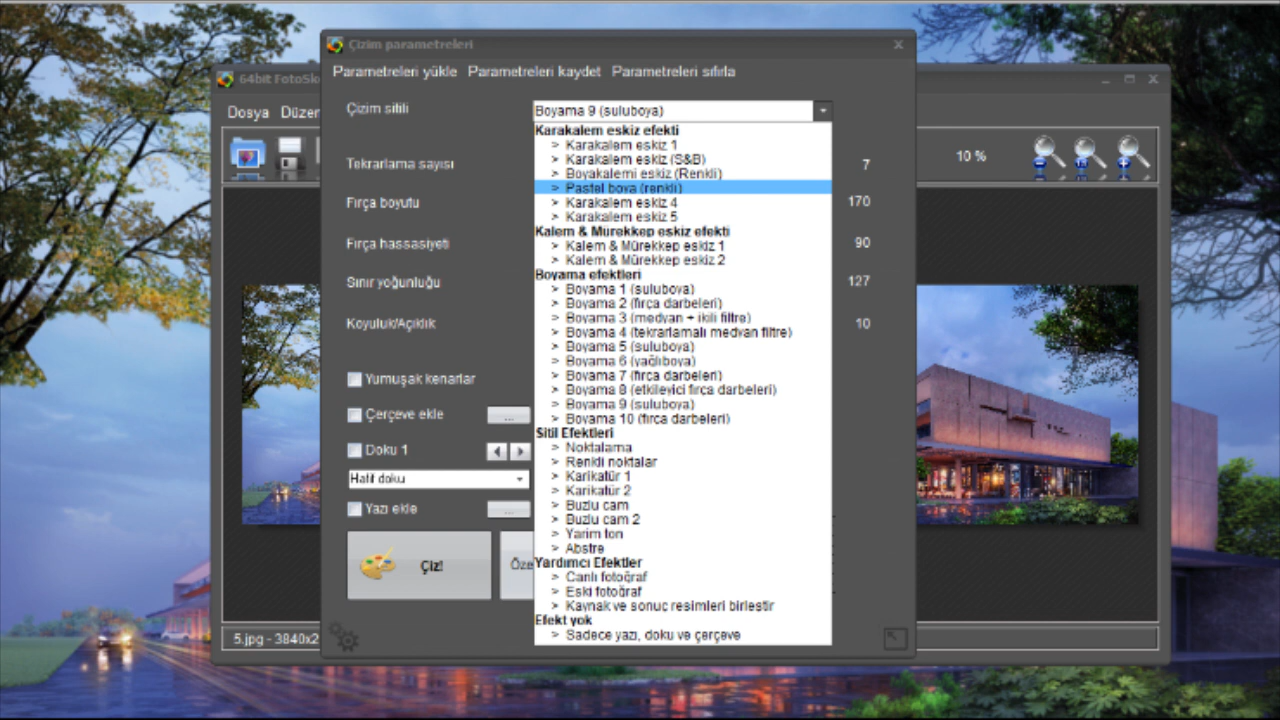 Çizim parametreleri
64bit FotoSk
Parametreleri yükle Parametreleri kaydet Parametreleri sıfırla
Dosya Düzen
Çizim sitili
Boyama 9 (suluboya)
Karakalem eskiz efekti
> Karakalem eskiz 1
> Karakalem eskiz (S&B)
> Boyakalemi eskiz (Renkli)
> Pastel boya (renkli)
> Karakalem eskiz 4
> Karakalem eskiz 5
Kalem & Mürekkep eskiz efekti
> Kalem & Mürekkep eskiz 1
> Kalem & Mürekkep eskiz 2
Boyama efektleri
> Boyama 1 (suluboya)
> Boyama 2 (fırça darbeleri)
> Boyama 3 (medyan + ikili filtre)
> Boyama 4 (tekrarlamalı medyan filtre)
> Boyama 5 (suluboya)
> Boyama 6 (yağlıboya)
> Boyama 7 (fırça darbeleri)
> Boyama 8 (etkileyici fırça darbeleri)
> Boyama 9 (suluboya)
> Boyama 10 (fırça darbeleri)
Sitil Efektleri
> Noktalama
> Renkli noktalar
> Karikatür 1
> Karikatür 2
> Buzlu cam
> Buzlu cam 2
> Yarim ton
> Abstre
Yardımcı Efektler
> Canlı fotoğraf
> Eski fotoğraf
> Kaynak ve sonuç resimleri birleştir
Efekt yok
> Sadece yazı, doku ve çerçeve
Tekrarlama sayısı 7
Fırça boyutu 170
Fırça hassasiyeti 90
Sınır yoğunluğu 127
Koyuluk/Açıklık 10
Yumuşak kenarlar
Çerçeve ekle ...
Doku 1
Hafif doku
Yazı ekle ...
Çiz!
Öze
10 %
5.jpg - 3840x2